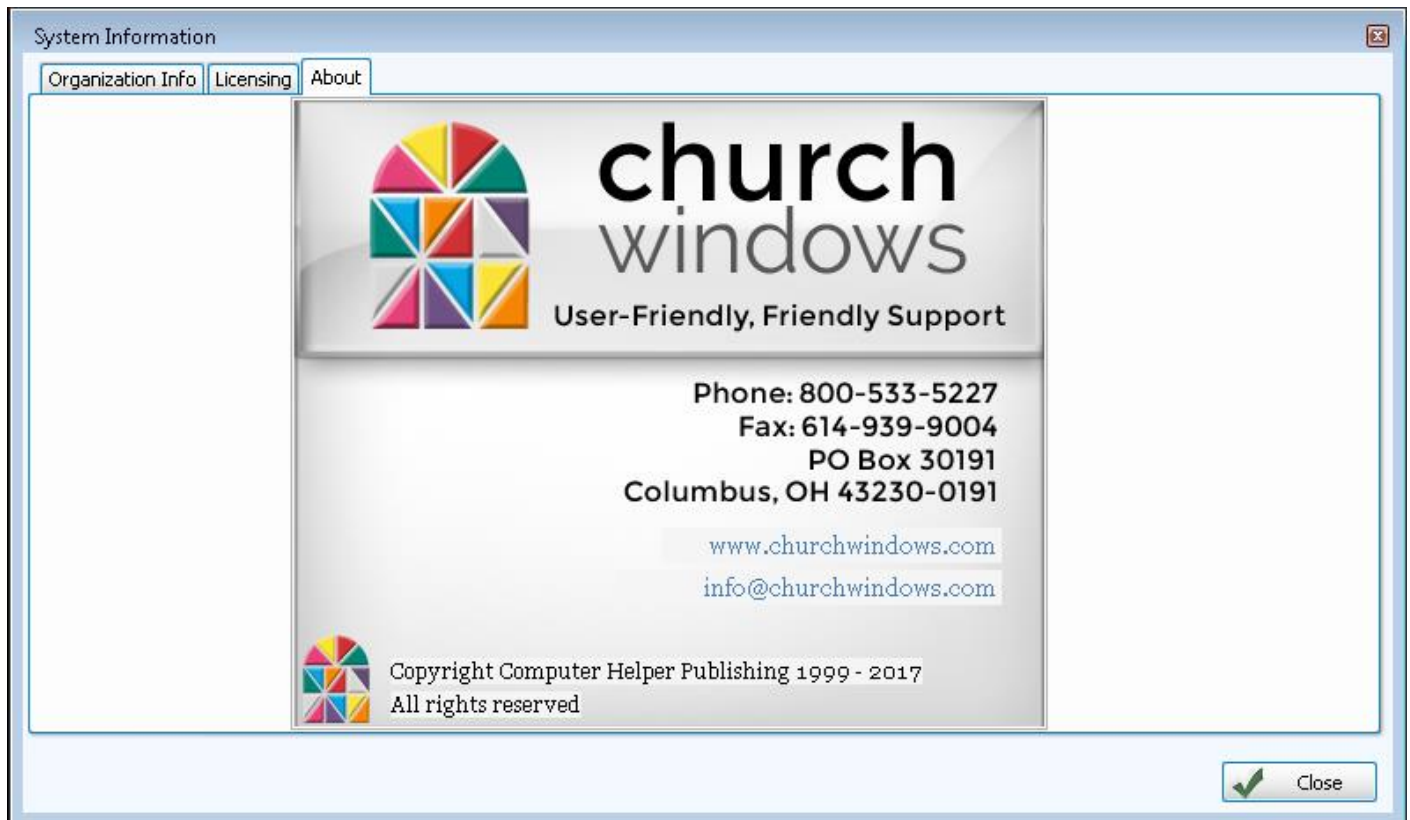 System Information
Organization Info Licensing About
church
windows
User-Friendly, Friendly Support
Phone: 800-533-5227
Fax: 614-939-9004
PO Box 30191
Columbus, OH 43230-0191
www.churchwindows.com
info@churchwindows.com
Copyright Computer Helper Publishing 1999 - 2017
All rights reserved
Close